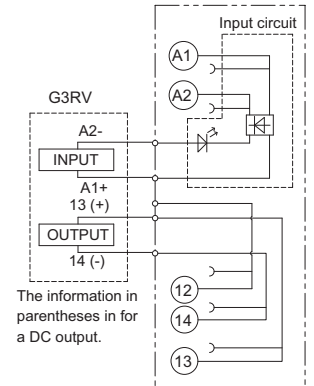 Input circuit
A1
A2
G3RV
A2-
INPUT
A1+
13 (+)
OUTPUT
14 (-)
12
14
13
The information in
parentheses in for
a DC output.